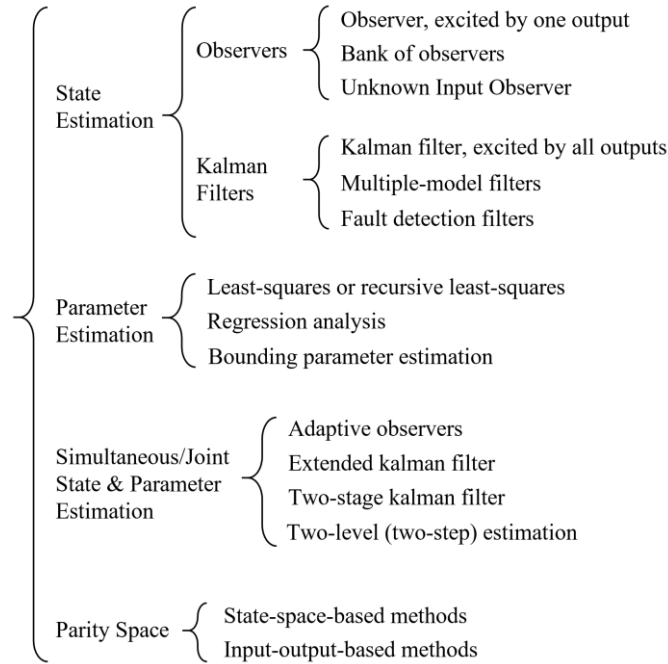 State
Estimation
Observers
Observer, excited by one output
Bank of observers
Unknown Input Observer
Kalman
Filters
Kalman filter, excited by all outputs
Multiple-model filters
Fault detection filters
Parameter
Estimation
Least-squares or recursive least-squares
Regression analysis
Bounding parameter estimation
Simultaneous/Joint
State & Parameter
Estimation
Adaptive observers
Extended kalman filter
Two-stage kalman filter
Two-level (two-step) estimation
Parity Space
State-space-based methods
Input-output-based methods